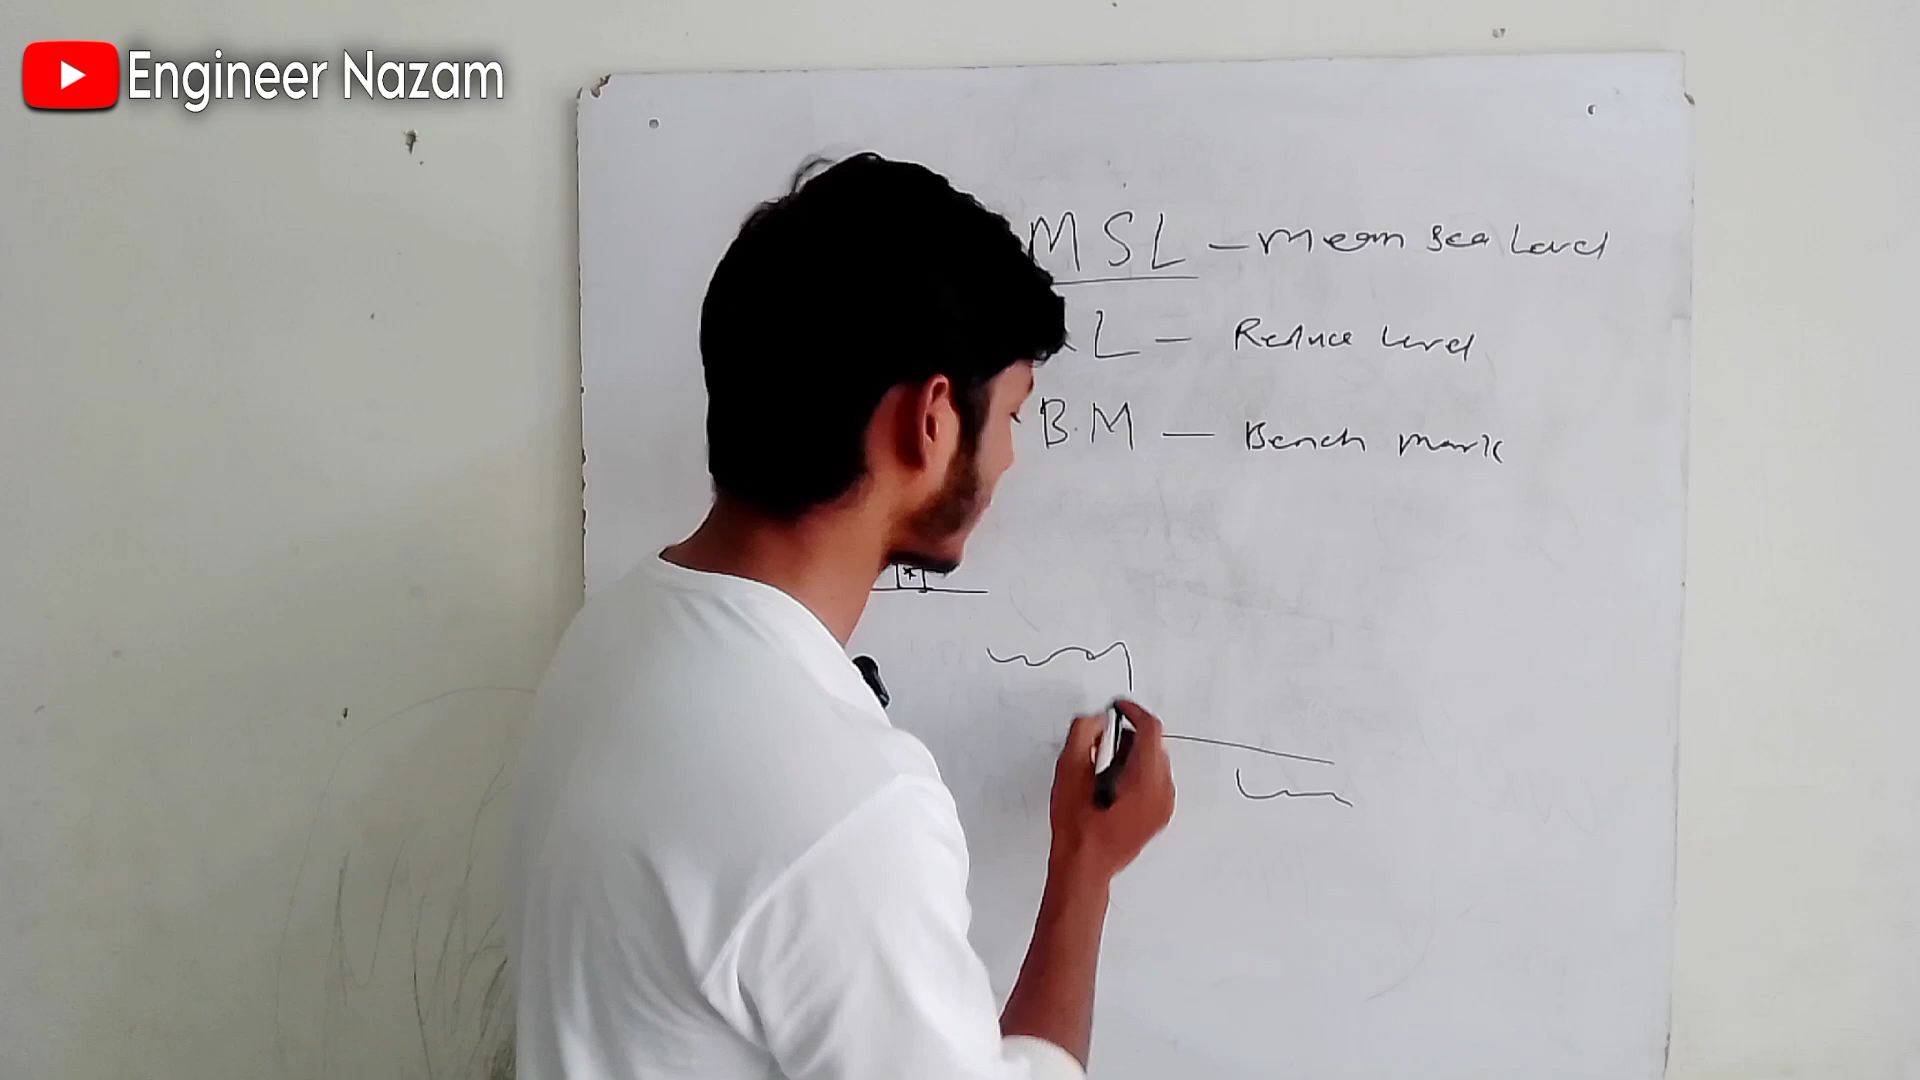 Engineer Nazam
MSL – Mean Sea Level
L – Reduce level
B.M – Bench mark